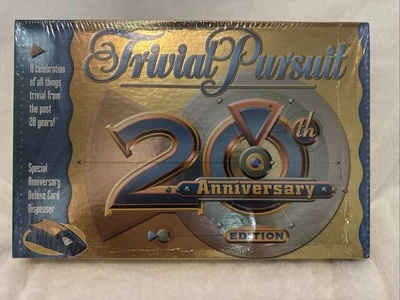 Trivial Pursuit
A celebration
of all things
trivial from
the past
20 years!
20th
Anniversary
EDITION
Special
Anniversary
Deluxe Card
Dispenser